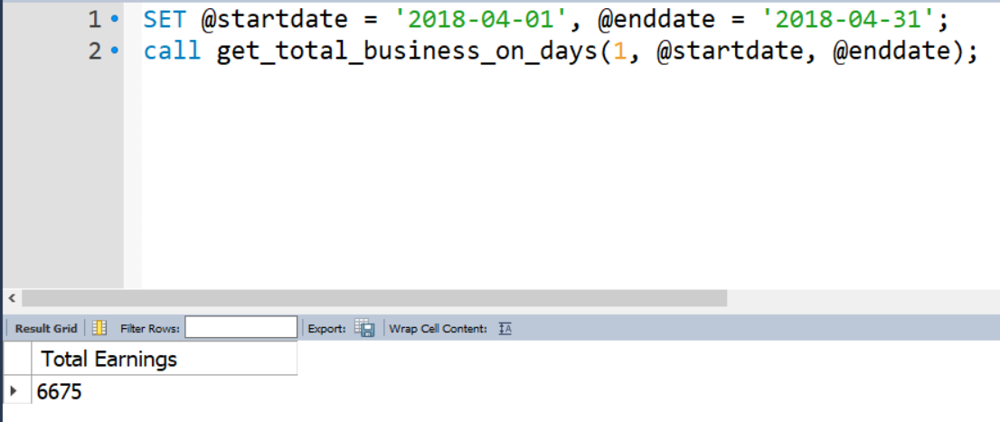 1 SET @startdate = '2018-04-01', @enddate = '2018-04-31';
2 call get_total_business_on_days(1, @startdate, @enddate);
Result Grid Filter Rows: Export: Wrap Cell Content: IA
Total Earnings
6675